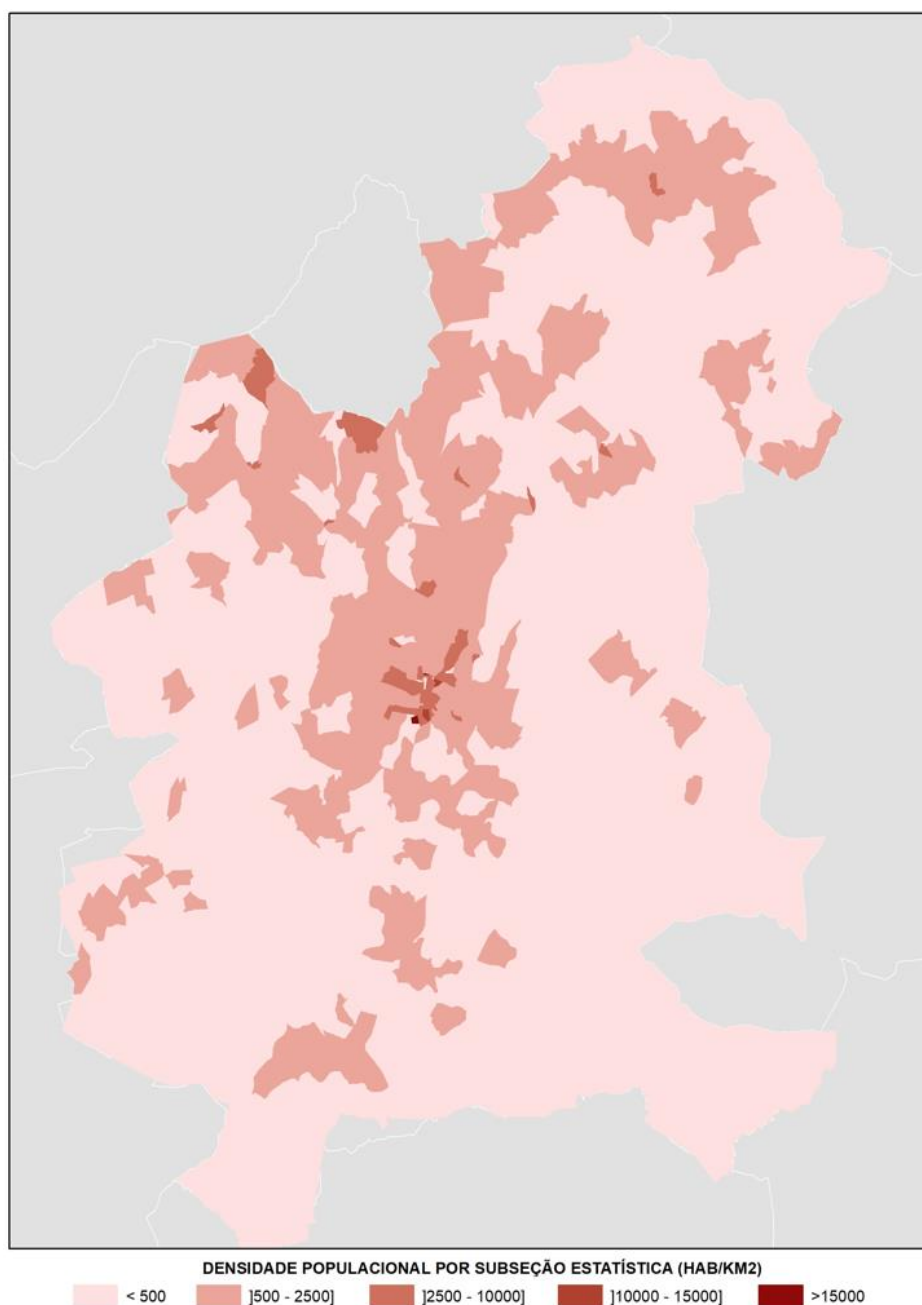 DENSIDADE POPULACIONAL POR SUBSEÇÃO ESTATÍSTICA (HAB/KM2)
< 500 ]500 - 2500] ]2500 - 10000] ]10000 - 15000] >15000